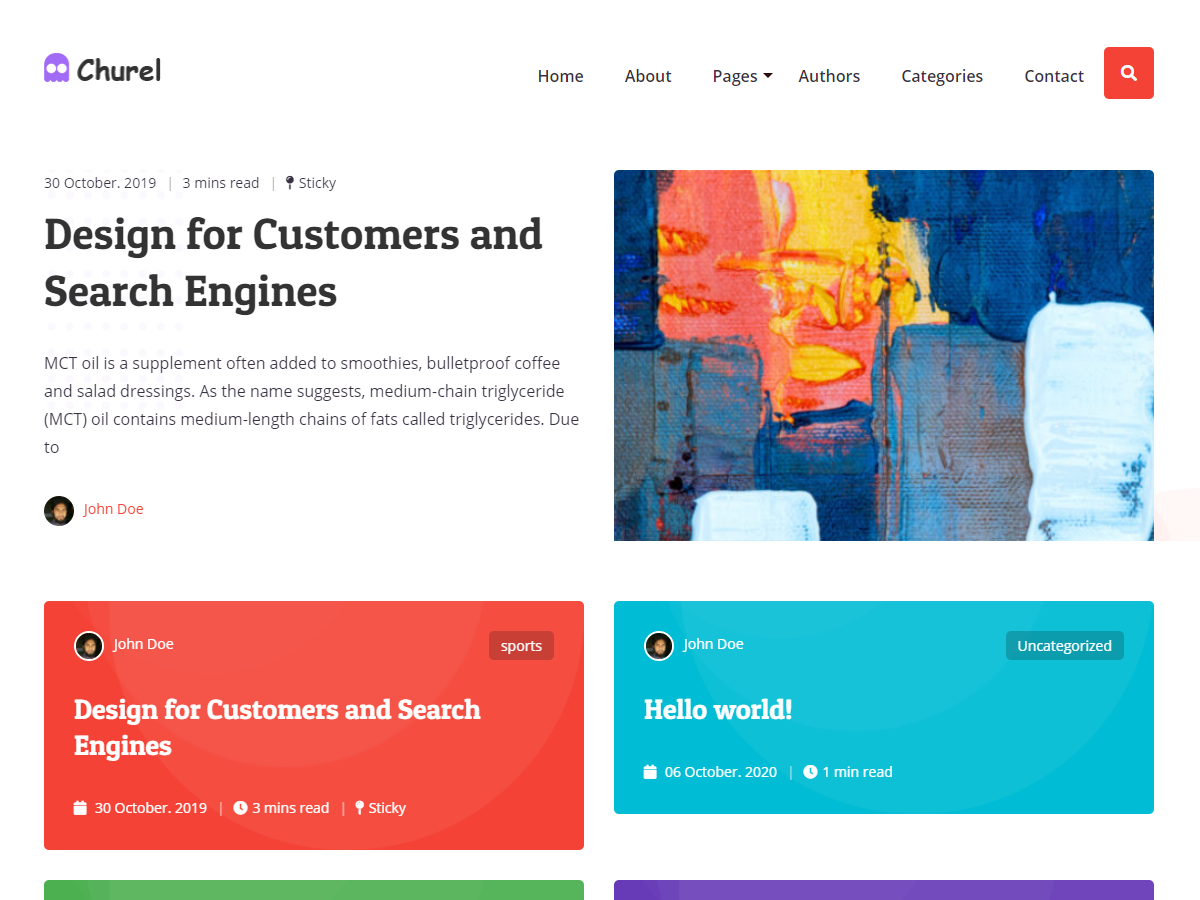 Churel
Home
About
Pages
Authors
Categories
Contact
30 October. 2019 | 3 mins read | Sticky
Design for Customers and
Search Engines
MCT oil is a supplement often added to smoothies, bulletproof coffee
and salad dressings. As the name suggests, medium-chain triglyceride
(MCT) oil contains medium-length chains of fats called triglycerides. Due
to
John Doe
John Doe
sports
Design for Customers and Search
Engines
30 October. 2019 | 3 mins read | Sticky
John Doe
Uncategorized
Hello world!
06 October. 2020 | 1 min read